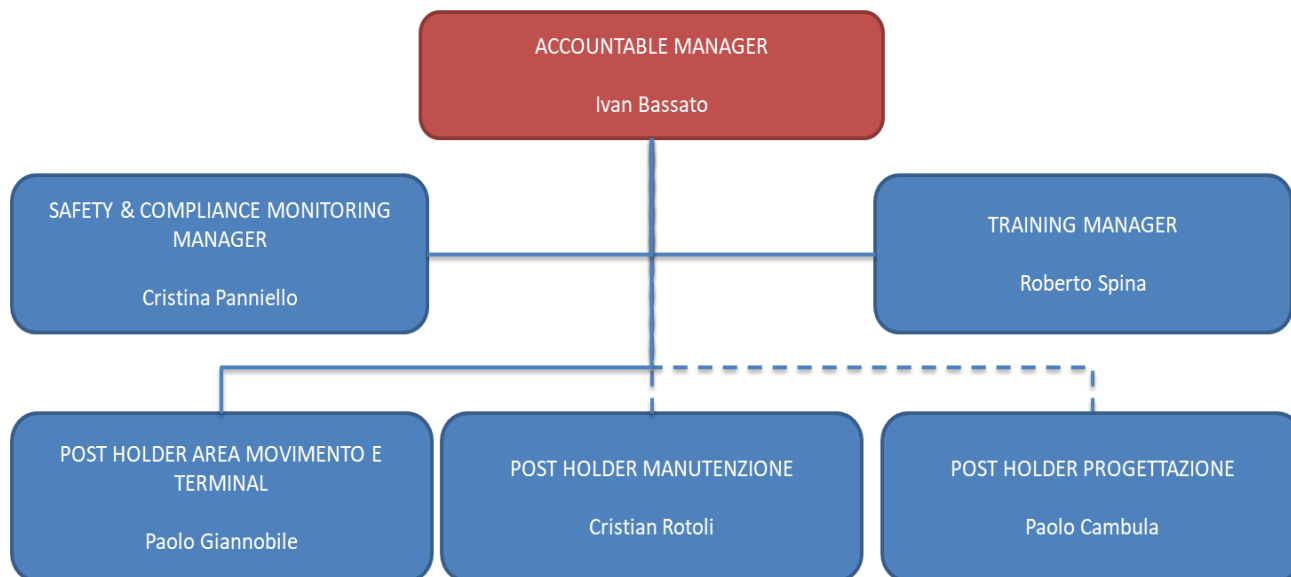 ACCOUNTABLE MANAGER
Ivan Bassato
SAFETY & COMPLIANCE MONITORING
MANAGER
Cristina Panniello
TRAINING MANAGER
Roberto Spina
POST HOLDER AREA MOVIMENTO E
TERMINAL
Paolo Giannobile
POST HOLDER MANUTENZIONE
Cristian Rotoli
POST HOLDER PROGETTAZIONE
Paolo Cambula